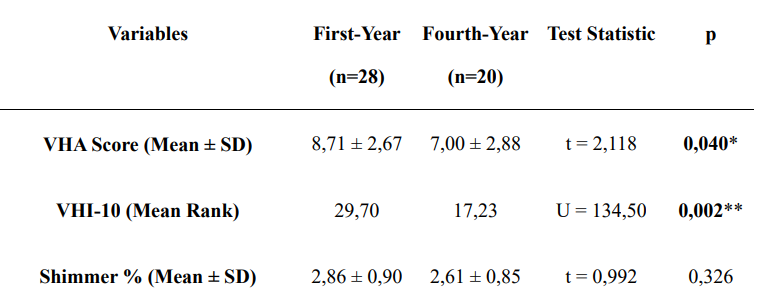 Variables First-Year Fourth-Year Test Statistic p
(n=28) (n=20)
VHA Score (Mean ± SD) 8,71 ± 2,67 7,00 ± 2,88 t = 2,118 0,040*
VHI-10 (Mean Rank) 29,70 17,23 U = 134,50 0,002**
Shimmer % (Mean ± SD) 2,86 ± 0,90 2,61 ± 0,85 t = 0,992 0,326